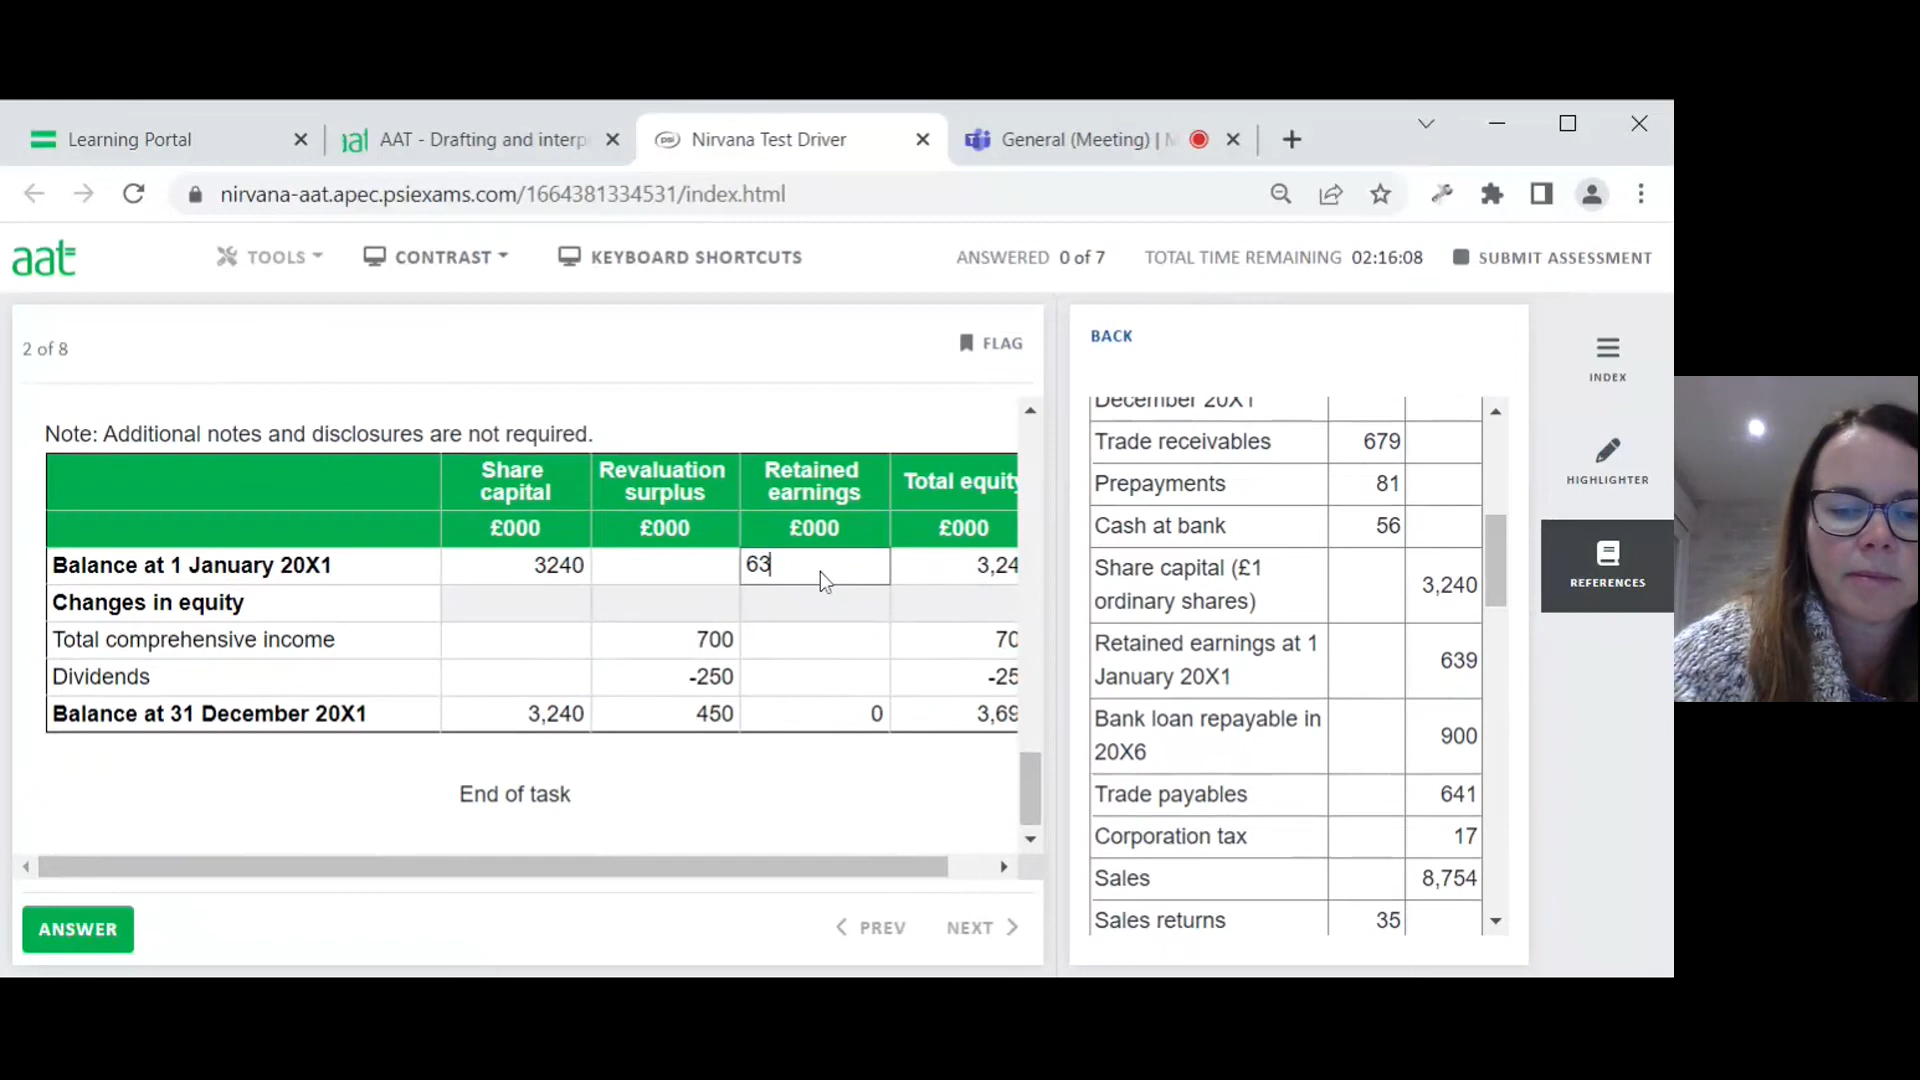 Learning Portal
AAT - Drafting and interp
Nirvana Test Driver
General (Meeting) |
nirvana-aat.apec.psiexams.com/1664381334531/index.html
aat
TOOLS
CONTRAST
KEYBOARD SHORTCUTS
ANSWERED 0 of 7
TOTAL TIME REMAINING 02:16:08
SUBMIT ASSESSMENT
2 of 8
FLAG
Note: Additional notes and disclosures are not required.
Share capital Revaluation surplus Retained earnings Total equity
£000 £000 £000 £000
Balance at 1 January 20X1 3240 63 3,24
Changes in equity
Total comprehensive income 700 70
Dividends -250 -25
Balance at 31 December 20X1 3,240 450 0 3,69
End of task
ANSWER
PREV
NEXT
BACK
December 20X1
Trade receivables 679
Prepayments 81
Cash at bank 56
Share capital (£1
ordinary shares) 3,240
Retained earnings at 1
January 20X1 639
Bank loan repayable in
20X6 900
Trade payables 641
Corporation tax 17
Sales 8,754
Sales returns 35
INDEX
HIGHLIGHTER
REFERENCES